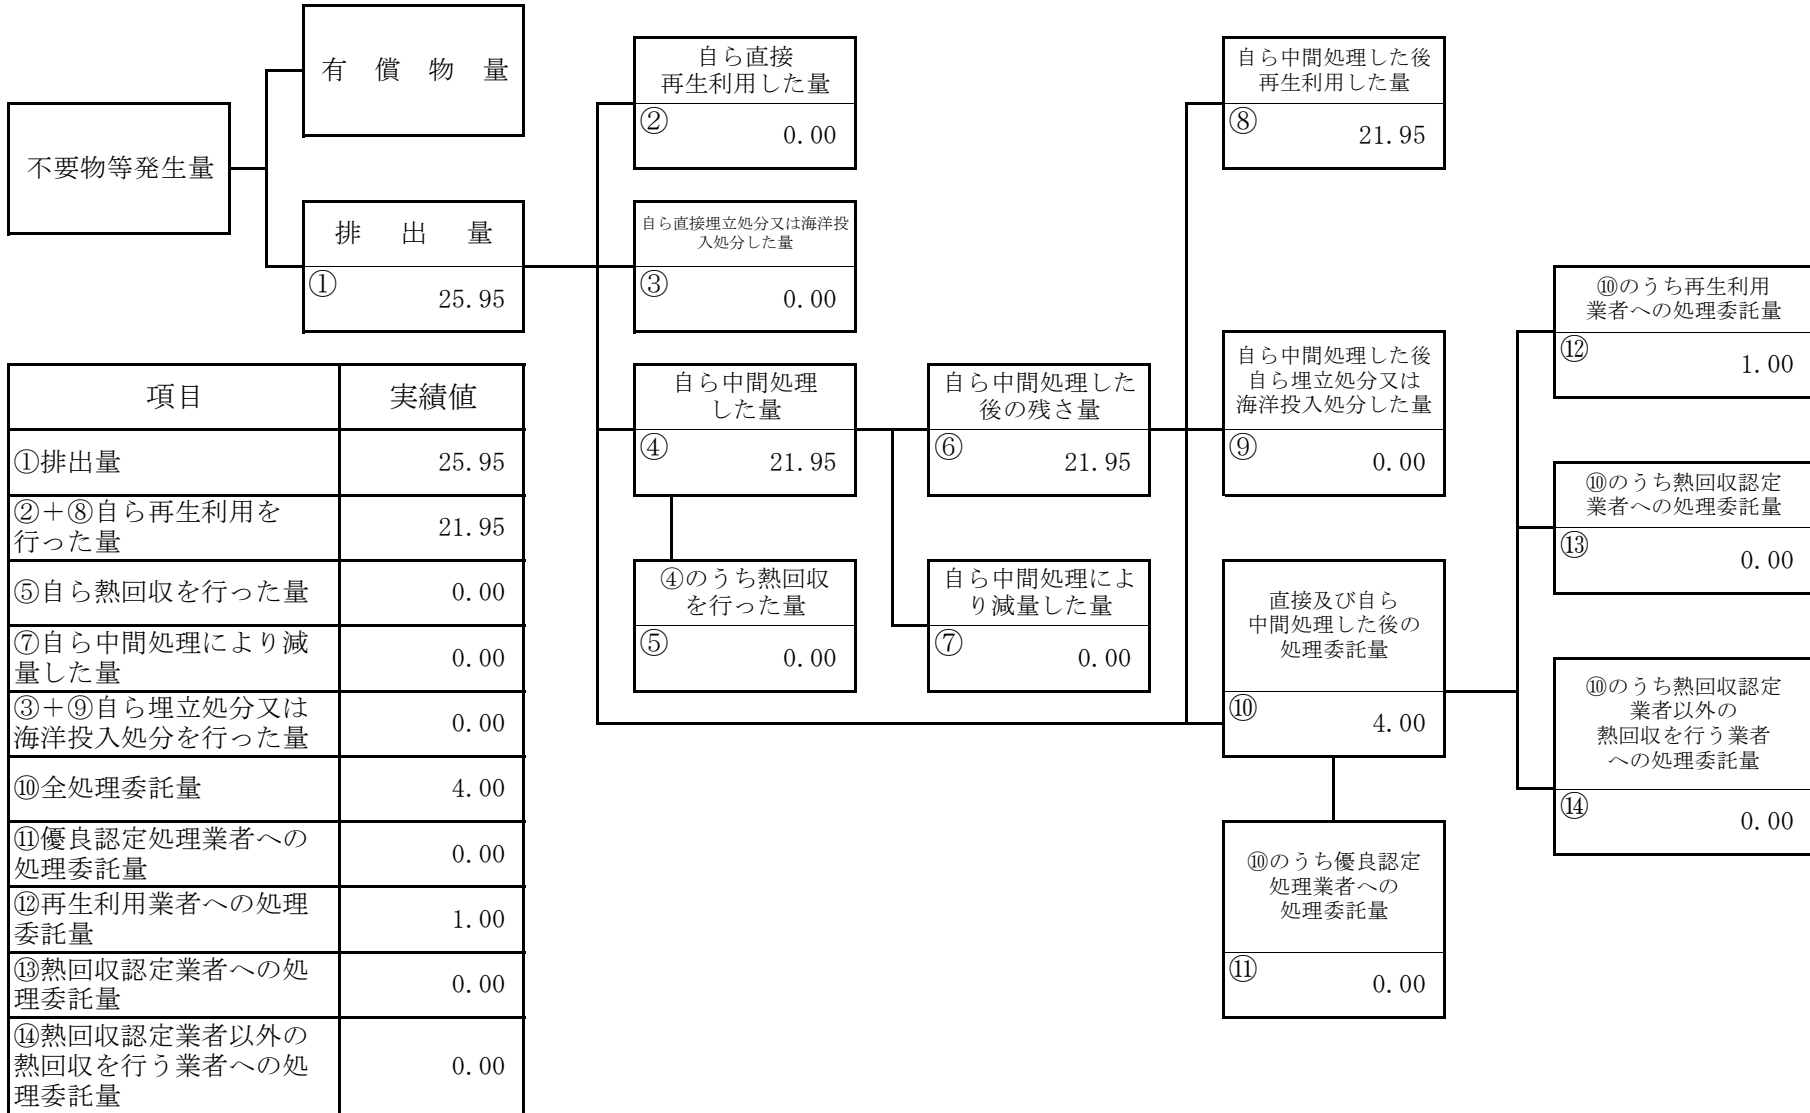 有 償 物 量
不要物等発生量
排 出 量
①
25.95
自ら直接
再生利用した量
②
0.00
自ら直接埋立処分又は海洋投
入処分した量
③
0.00
自ら中間処理
した量
④
21.95
④のうち熱回収
を行った量
⑤
0.00
自ら中間処理した
後の残さ量
⑥
21.95
自ら中間処理によ
り減量した量
⑦
0.00
自ら中間処理した後
再生利用した量
⑧
21.95
自ら中間処理した後
自ら埋立処分又は
海洋投入処分した量
⑨
0.00
直接及び自ら
中間処理した後の
処理委託量
⑩
4.00
⑩のうち優良認定
処理業者への
処理委託量
⑪
0.00
⑩のうち再生利用
業者への処理委託量
⑫
1.00
⑩のうち熱回収認定
業者への処理委託量
⑬
0.00
⑩のうち熱回収認定
業者以外の
熱回収を行う業者
への処理委託量
⑭
0.00
項目 実績値
①排出量 25.95
②＋⑧自ら再生利用を
行った量 21.95
⑤自ら熱回収を行った量 0.00
⑦自ら中間処理により減
量した量 0.00
③＋⑨自ら埋立処分又は
海洋投入処分を行った量 0.00
⑩全処理委託量 4.00
⑪優良認定処理業者への
処理委託量 0.00
⑫再生利用業者への処理
委託量 1.00
⑬熱回収認定業者への処
理委託量 0.00
⑭熱回収認定業者以外の
熱回収を行う業者への処
理委託量 0.00